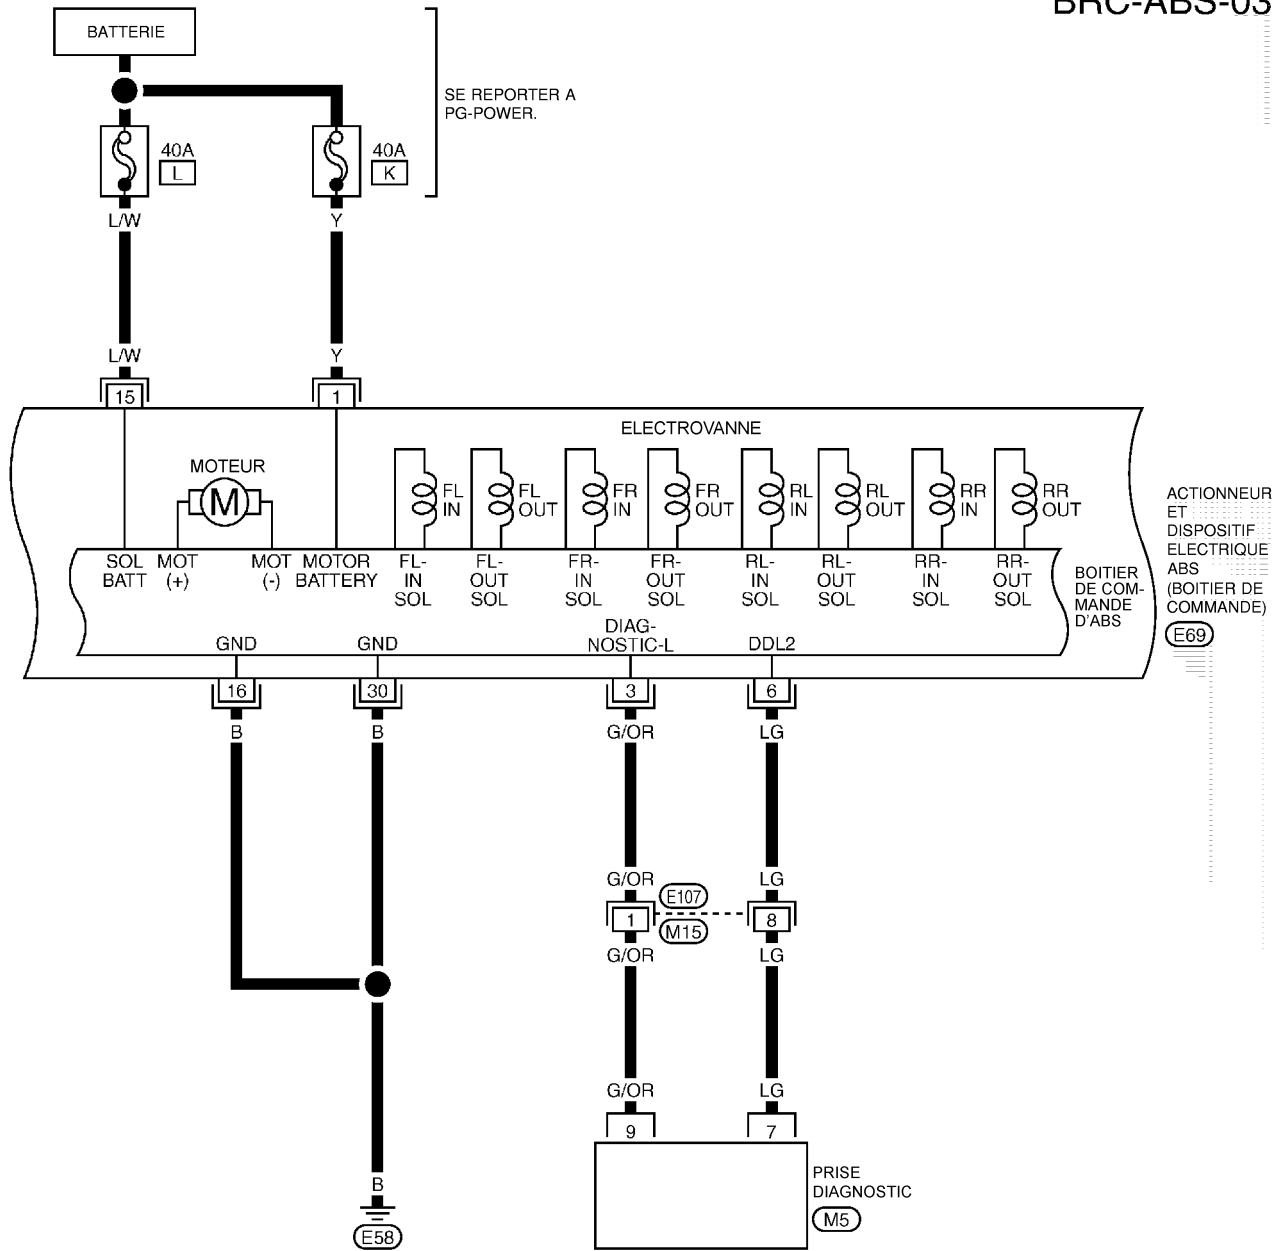 BRC-ABS-03
BATTERIE
SE REPORTER A
PG-POWER.
40A
L
40A
K
L/W
Y
L/W
Y
15
1
ELECTROVANNE
MOTEUR
M
FL
IN
FL
OUT
FR
IN
FR
OUT
RL
IN
RL
OUT
RR
IN
RR
OUT
SOL
BATT
MOT
(+)
MOT
(-)
MOTOR
BATTERY
FL-
IN
SOL
FL-
OUT
SOL
FR-
IN
SOL
FR-
OUT
SOL
RL-
IN
SOL
RL-
OUT
SOL
RR-
IN
SOL
RR-
OUT
SOL
BOITIER
DE COM-
MANDE
D'ABS
ACTIONNEUR
ET
DISPOSITIF
ELECTRIQUE
ABS
(BOITIER DE
COMMANDE)
E69
GND
GND
DIAG-
NOSTIC-L
DDL2
16
30
3
6
B
B
G/OR
LG
G/OR
LG
E107
1
8
M15
G/OR
LG
G/OR
LG
9
7
PRISE
DIAGNOSTIC
M5
B
E58